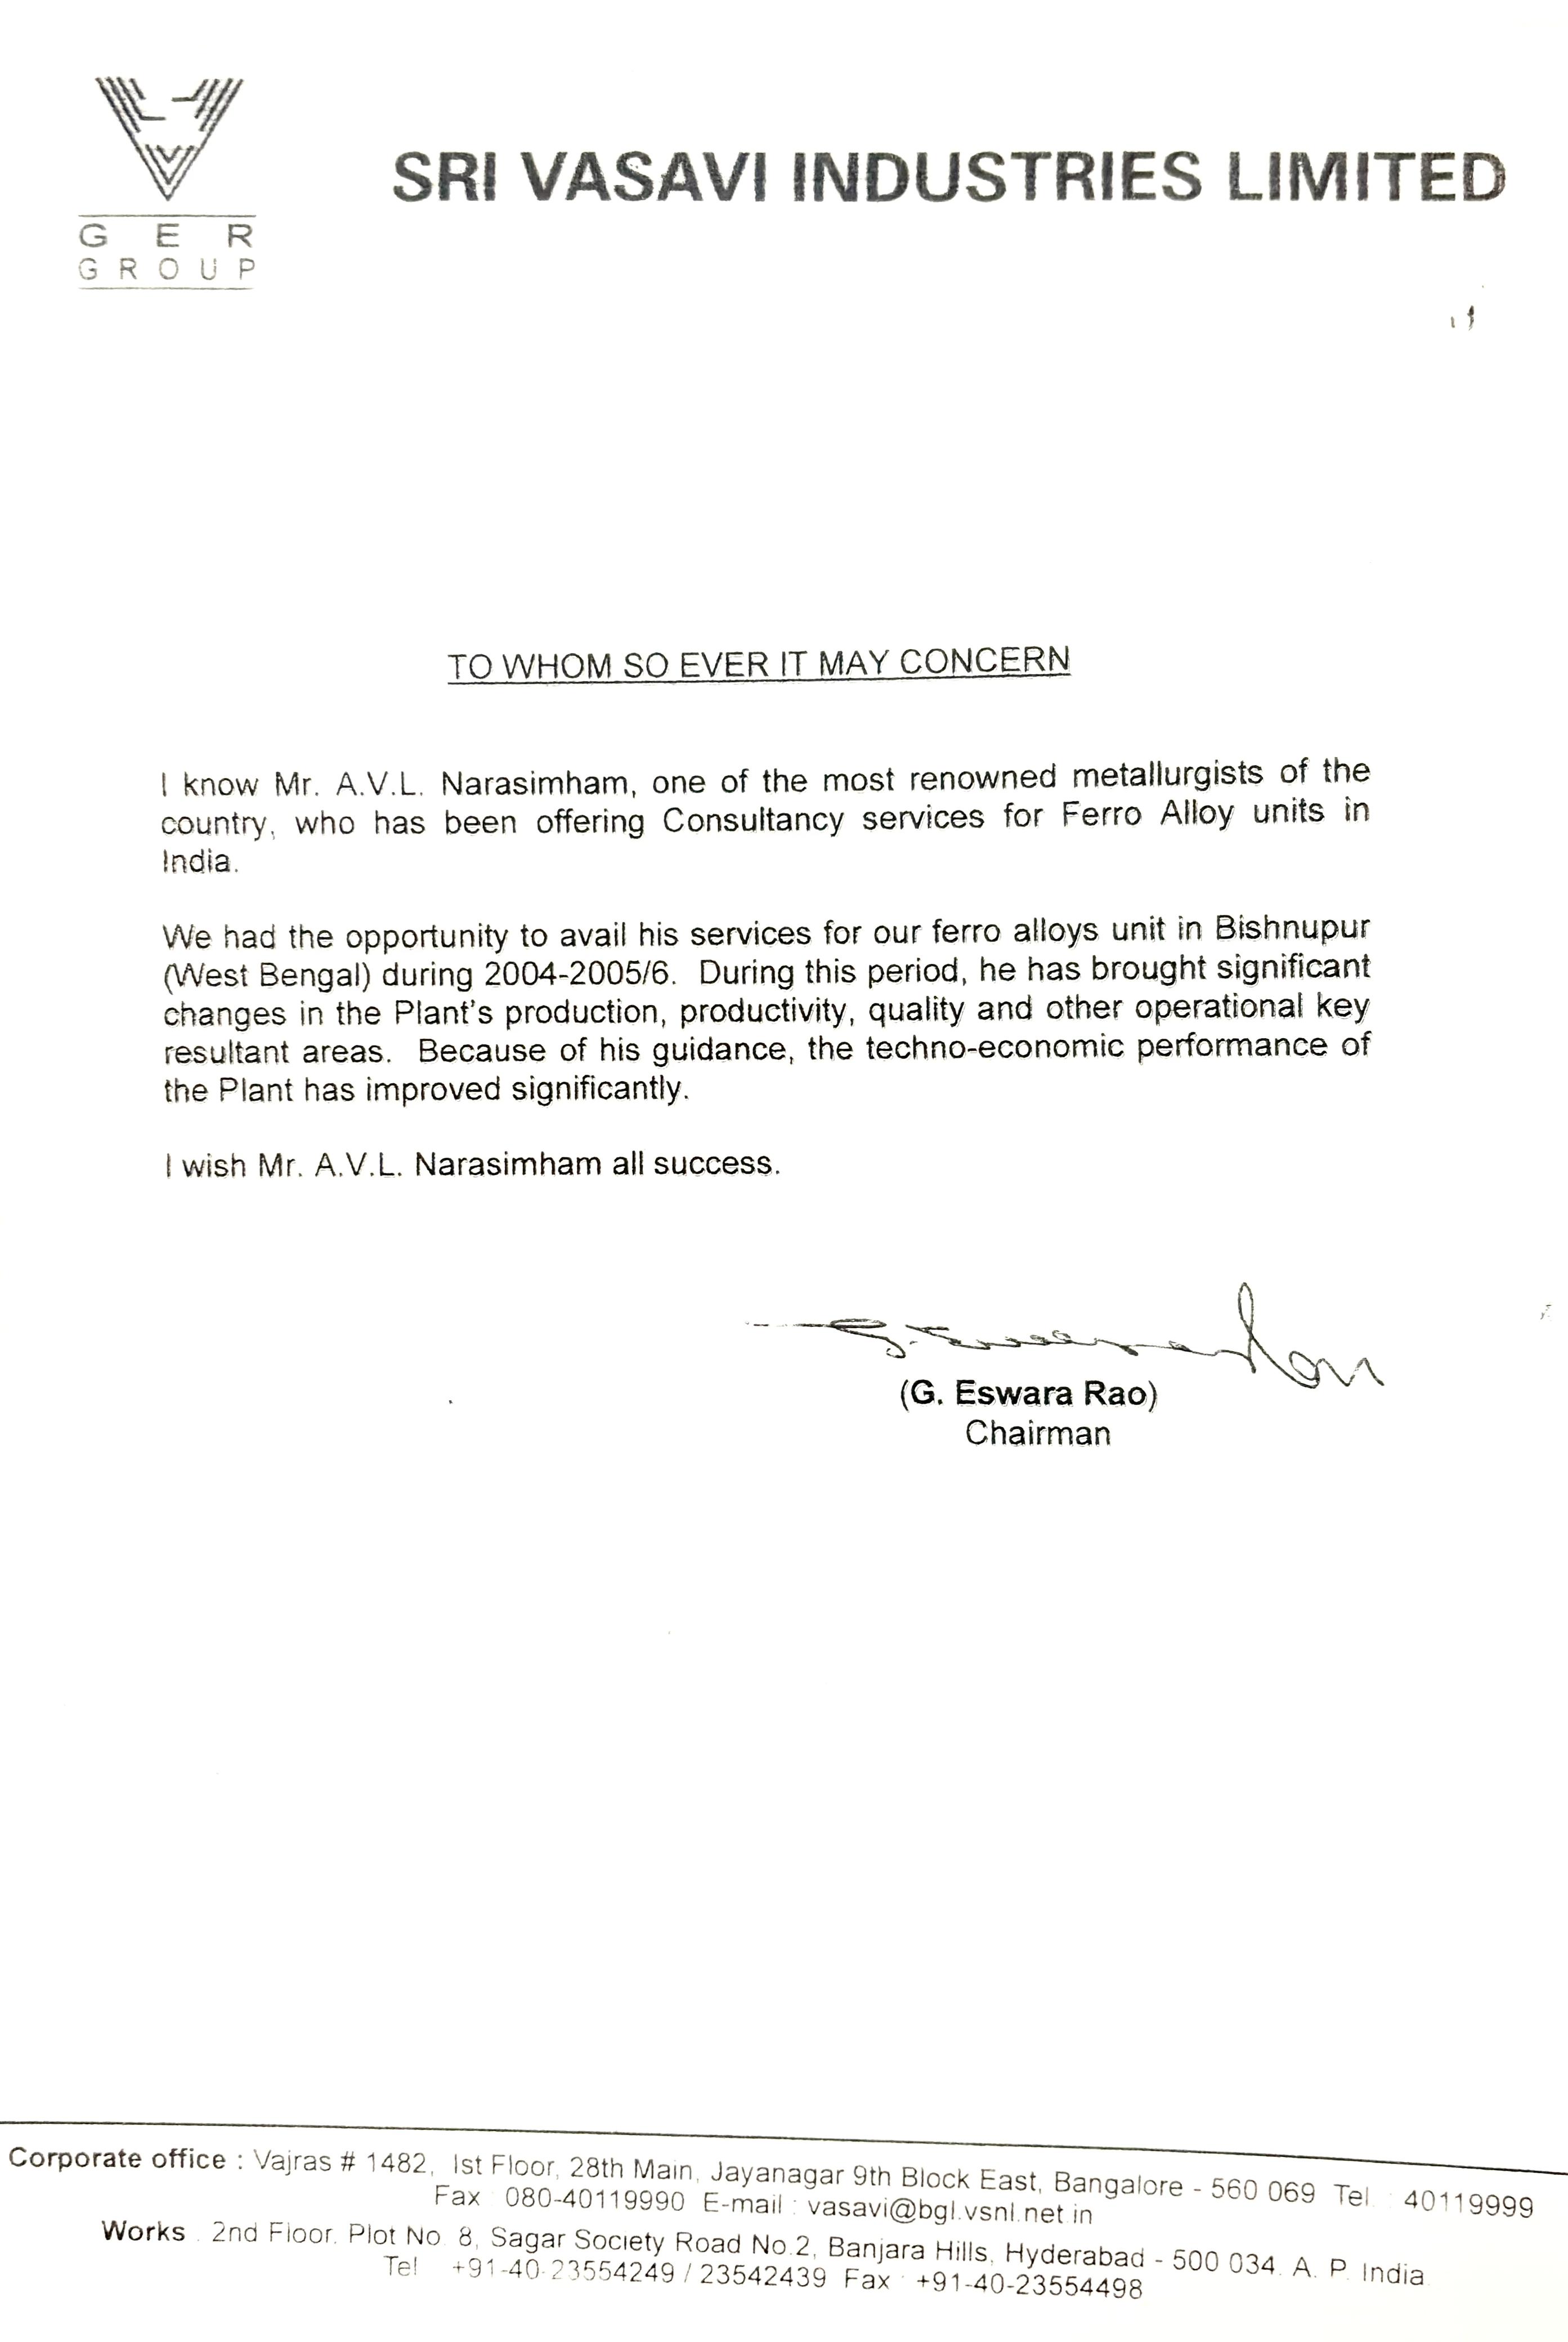 SRI VASAVI INDUSTRIES LIMITED
G E R
G R O U P
TO WHOM SO EVER IT MAY CONCERN
I know Mr. A.V.L. Narasimham, one of the most renowned metallurgists of the
country, who has been offering Consultancy services for Ferro Alloy units in
India.
We had the opportunity to avail his services for our ferro alloys unit in Bishnupur
(West Bengal) during 2004-2005/6. During this period, he has brought significant
changes in the Plant's production, productivity, quality and other operational key
resultant areas. Because of his guidance, the techno-economic performance of
the Plant has improved significantly.
I wish Mr. A.V.L. Narasimham all success.
(G. Eswara Rao)
Chairman
Corporate office : Vajras # 1482, Ist Floor, 28th Main, Jayanagar 9th Block East, Bangalore - 560 069 Tel : 40119999
Fax : 080-40119990 E-mail : vasavi@bgl.vsnl.net.in
Works : 2nd Floor, Plot No. 8, Sagar Society Road No.2, Banjara Hills, Hyderabad - 500 034. A. P. India
Tel : +91-40-23554249 / 23542439 Fax : +91-40-23554498